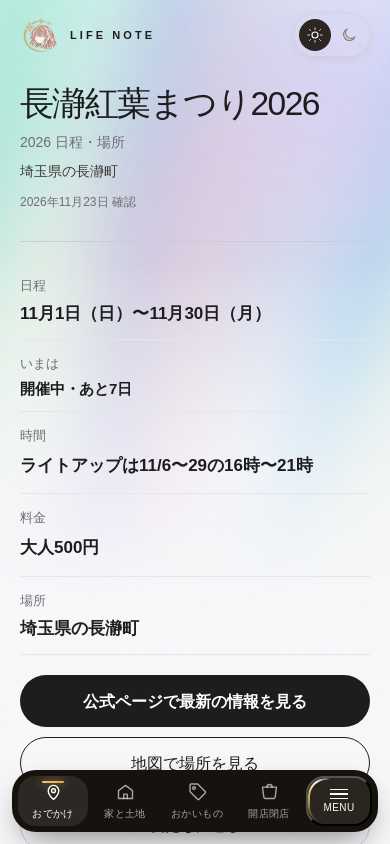 LIFE NOTE
長瀞紅葉まつり2026
2026 日程・場所
埼玉県の長瀞町
2026年11月23日 確認
日程
11月1日（日）〜11月30日（月）
いまは
開催中・あと7日
時間
ライトアップは11/6〜29の16時〜21時
料金
大人500円
場所
埼玉県の長瀞町
公式ページで最新の情報を見る
地図で場所を見る
おでかけ
家と土地
おかいもの
開店閉店
MENU